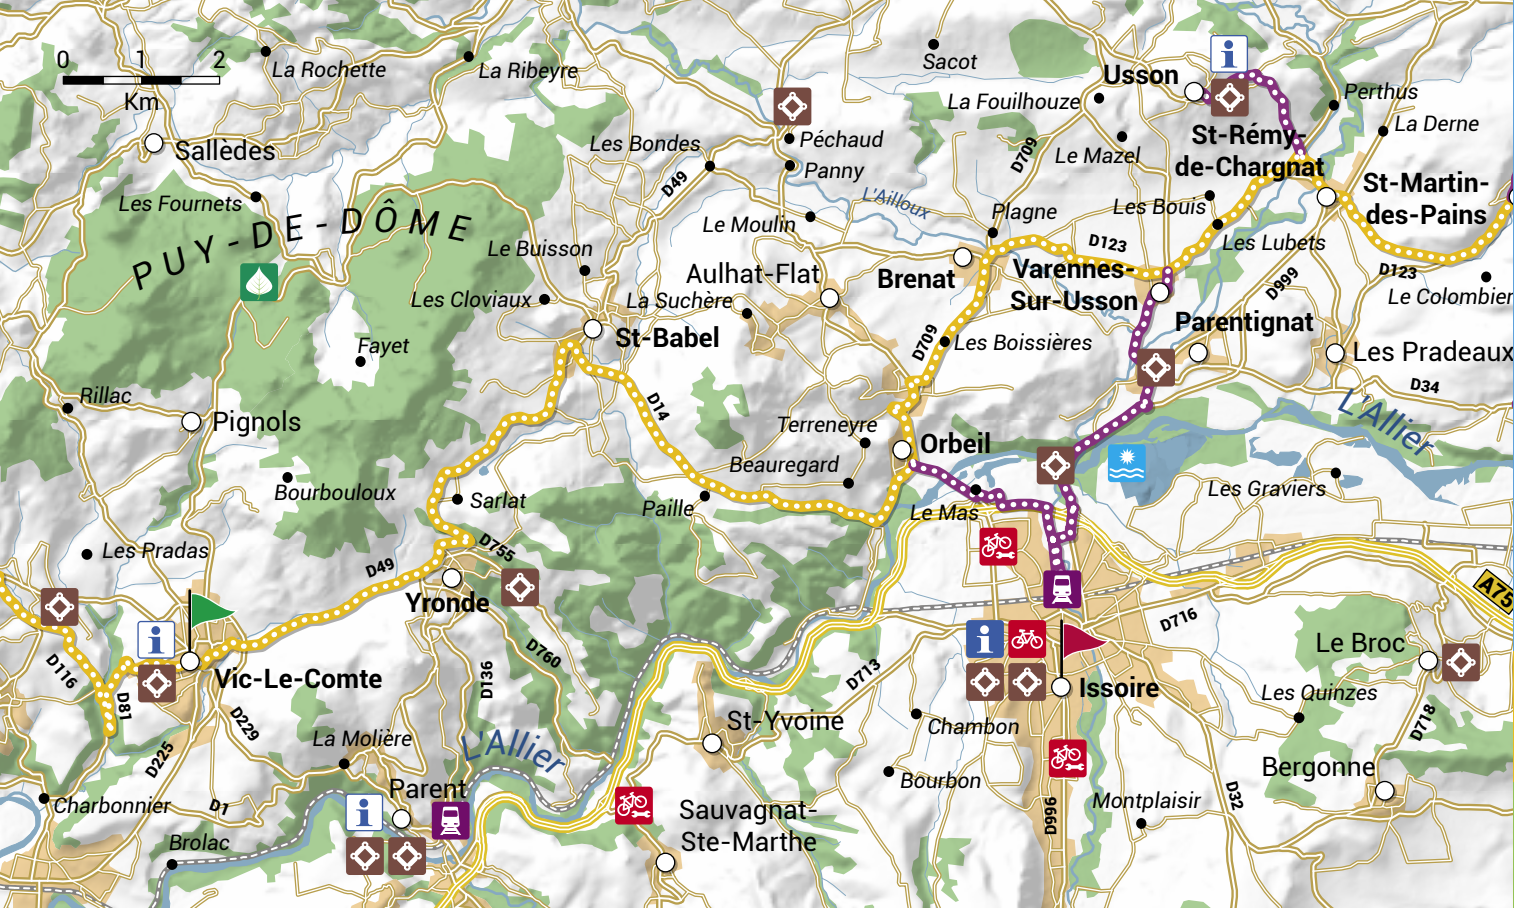 0 1 2
Km
La Rochette
La Ribeyre
Sacot
Usson
La Fouilhouze
Perthus
La Derne
Le Mazel
St-Rémy-
de-Chargnat
Sallèdes
Les Bondes
Péchaud
Panny
D49
D709
L'Ailloux
Les Fournets
PUY-DE-DÔME
Le Moulin
Plagne
Les Bouis
Les Lubets
St-Martin-
des-Pains
D123
D123
Le Buisson
Aulhat-Flat
Brenat
Varennes-
Sur-Usson
D999
Le Colombier
Les Cloviaux
La Suchère
St-Babel
Parentignat
Fayet
D709
Les Boissières
Les Pradeaux
D34
Rillac
Pignols
D14
L'Allier
Terreneyre
Orbeil
Beauregard
Bourbouloux
Sarlat
Paille
Le Mas
Les Graviers
Les Pradas
D755
D49
Yronde
A75
D716
D116
D81
Vic-Le-Comte
D760
D136
D713
Le Broc
Issoire
Les Quinzes
D229
D225
La Molière
L'Allier
St-Yvoine
Chambon
D718
Bourbon
Bergonne
Charbonnier
D1
Parent
Sauvagnat-
Ste-Marthe
D996
Montplaisir
D32
Brolac
i
i
i
i